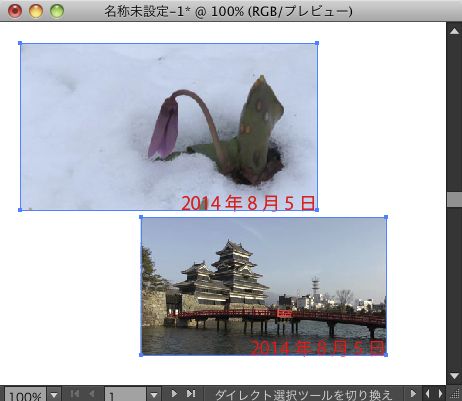 名称未設定-1* @ 100% (RGB/プレビュー)
2014 年 8 月 5 日
2014 年 8 月 5 日
100%
1
ダイレクト選択ツールを切り換え